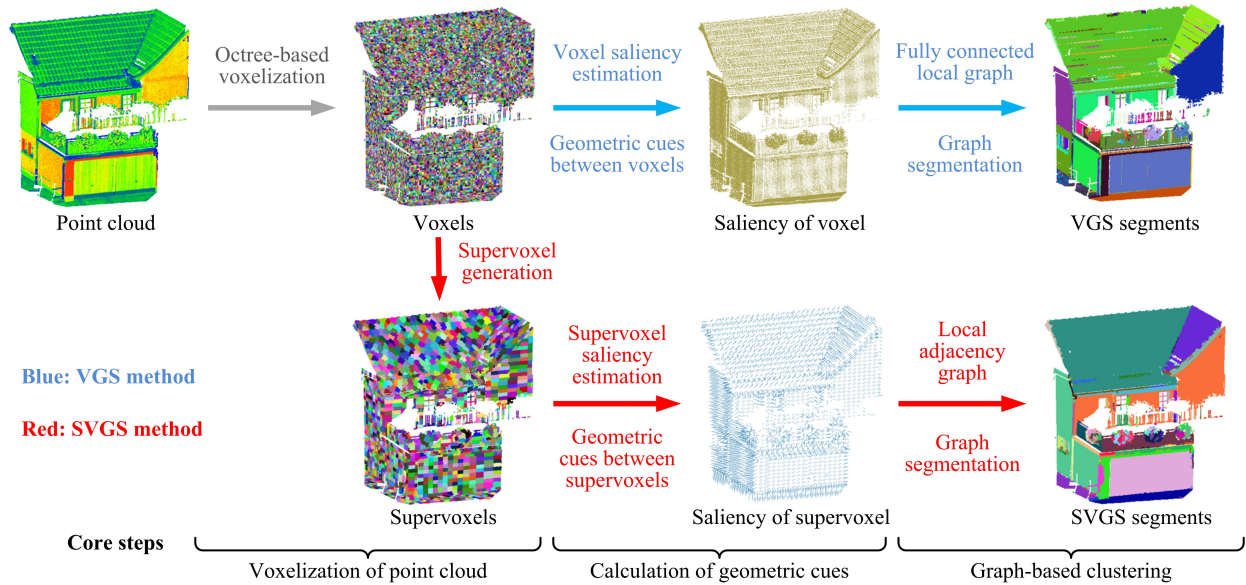 Octree-based
voxelization
Voxel saliency
estimation
Geometric cues
between voxels
Fully connected
local graph
Graph
segmentation
Point cloud
Voxels
Saliency of voxel
VGS segments
Supervoxel
generation
Blue: VGS method
Red: SVGS method
Supervoxel
saliency
estimation
Geometric
cues between
supervoxels
Local
adjacency
graph
Graph
segmentation
Supervoxels
Saliency of supervoxel
SVGS segments
Core steps
Voxelization of point cloud
Calculation of geometric cues
Graph-based clustering